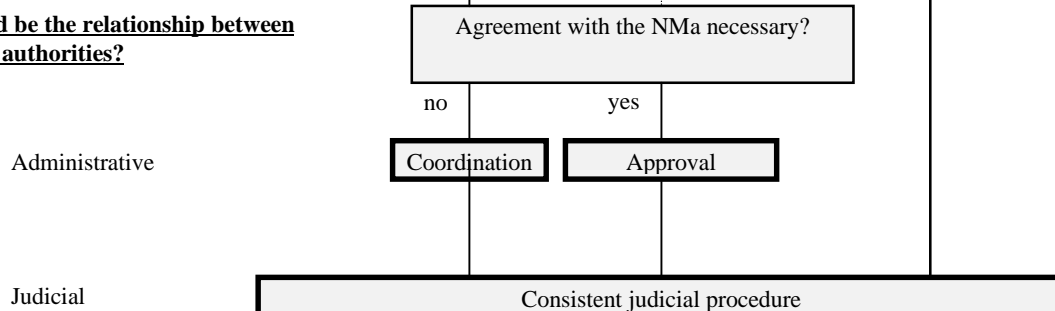 d be the relationship between
authorities?
Agreement with the NMa necessary?
no
yes
Administrative
Coordination
Approval
Judicial
Consistent judicial procedure